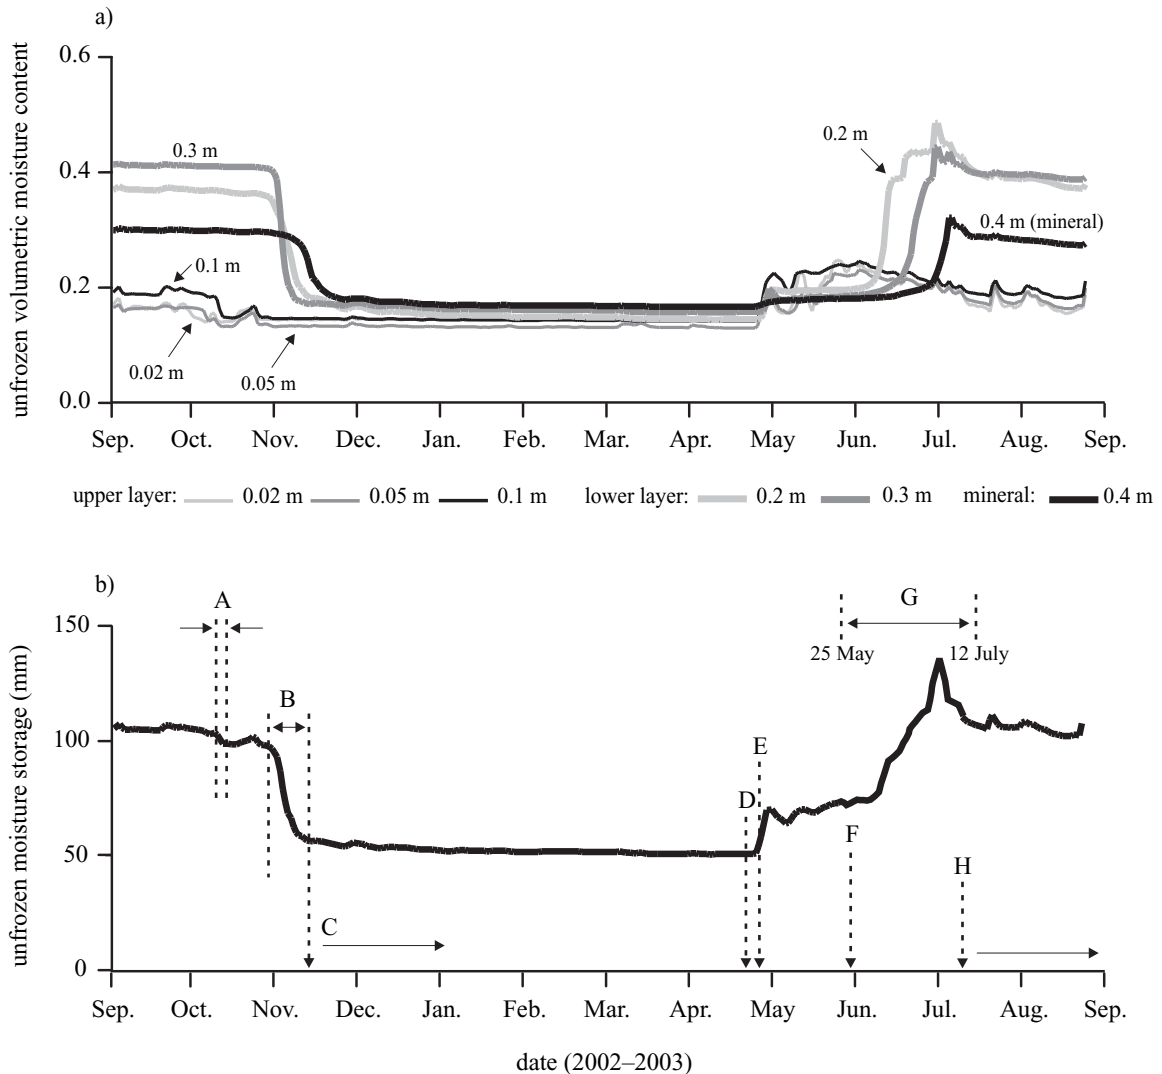 a)
unfrozen volumetric moisture content
0.6
0.4
0.2
0.0
0.3 m
0.1 m
0.02 m
0.05 m
0.2 m
0.4 m (mineral)
Sep. Oct. Nov. Dec. Jan. Feb. Mar. Apr. May Jun. Jul. Aug. Sep.
upper layer: 0.02 m 0.05 m 0.1 m lower layer: 0.2 m 0.3 m mineral: 0.4 m
b)
unfrozen moisture storage (mm)
150
100
50
0
A
B
C
D
E
F
G
25 May 12 July
H
Sep. Oct. Nov. Dec. Jan. Feb. Mar. Apr. May Jun. Jul. Aug. Sep.
date (2002–2003)